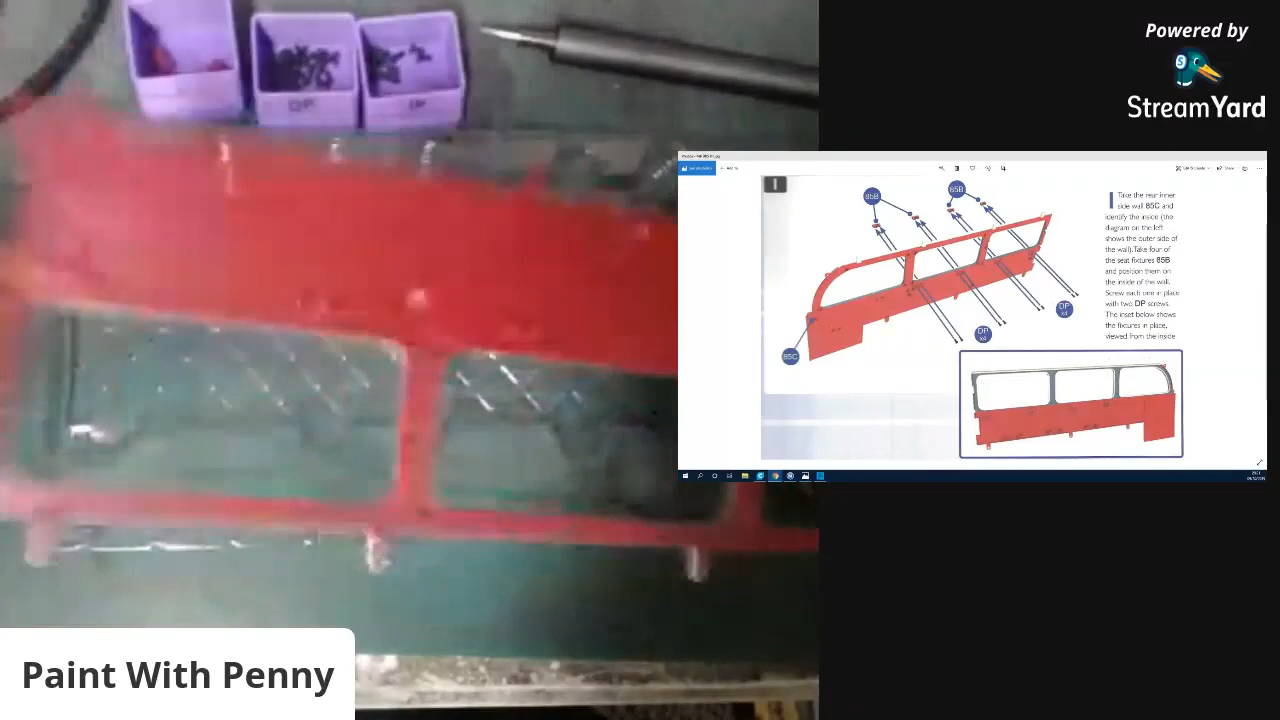 Powered by
StreamYard
DP
I
85B
85B
Take the rear inner
side wall 85C and
identify the inside (the
diagram on the left
shows the outer side of
the wall). Take four of
the seat fixtures 85B
and position them on
the inside of the wall.
Screw each one in place
with two DP screws.
The inset below shows
the fixtures in place,
viewed from the inside
DP
x4
DP
x4
85C
Paint With Penny